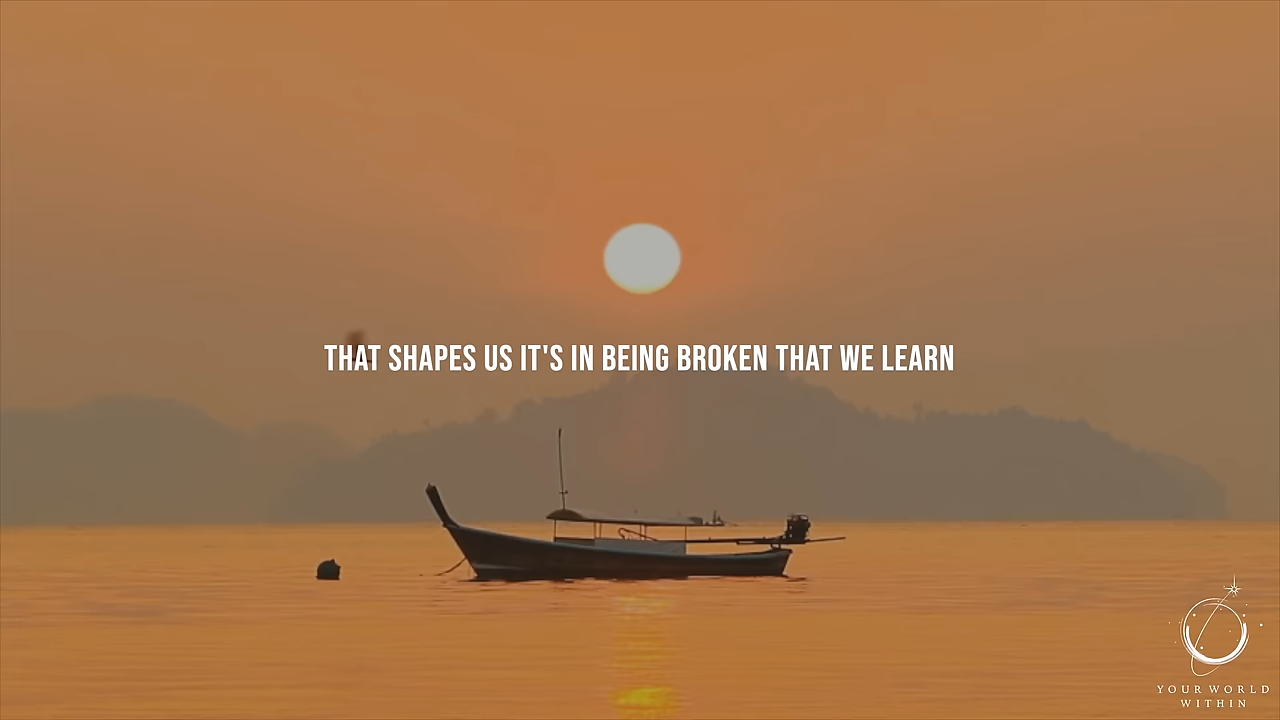 THAT SHAPES US IT'S IN BEING BROKEN THAT WE LEARN
YOUR WORLD
WITHIN